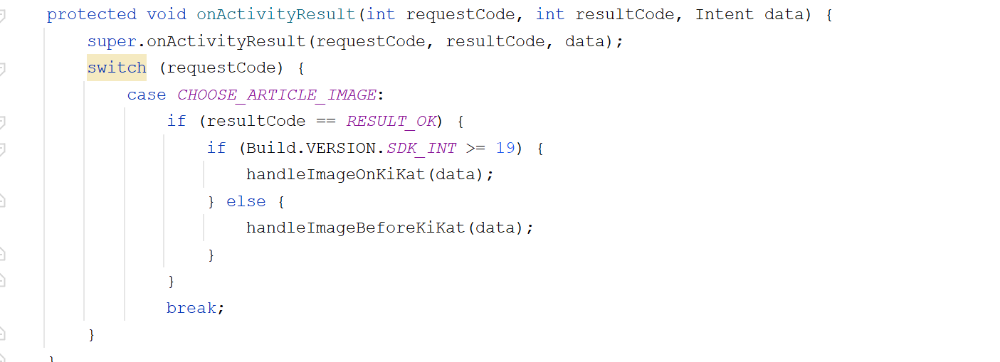 protected void onActivityResult(int requestCode, int resultCode, Intent data) {
super.onActivityResult(requestCode, resultCode, data);
switch (requestCode) {
case CHOOSE_ARTICLE_IMAGE:
if (resultCode == RESULT_OK) {
if (Build.VERSION.SDK_INT >= 19) {
handleImageOnKiKat(data);
} else {
handleImageBeforeKiKat(data);
}
}
break;
}
}